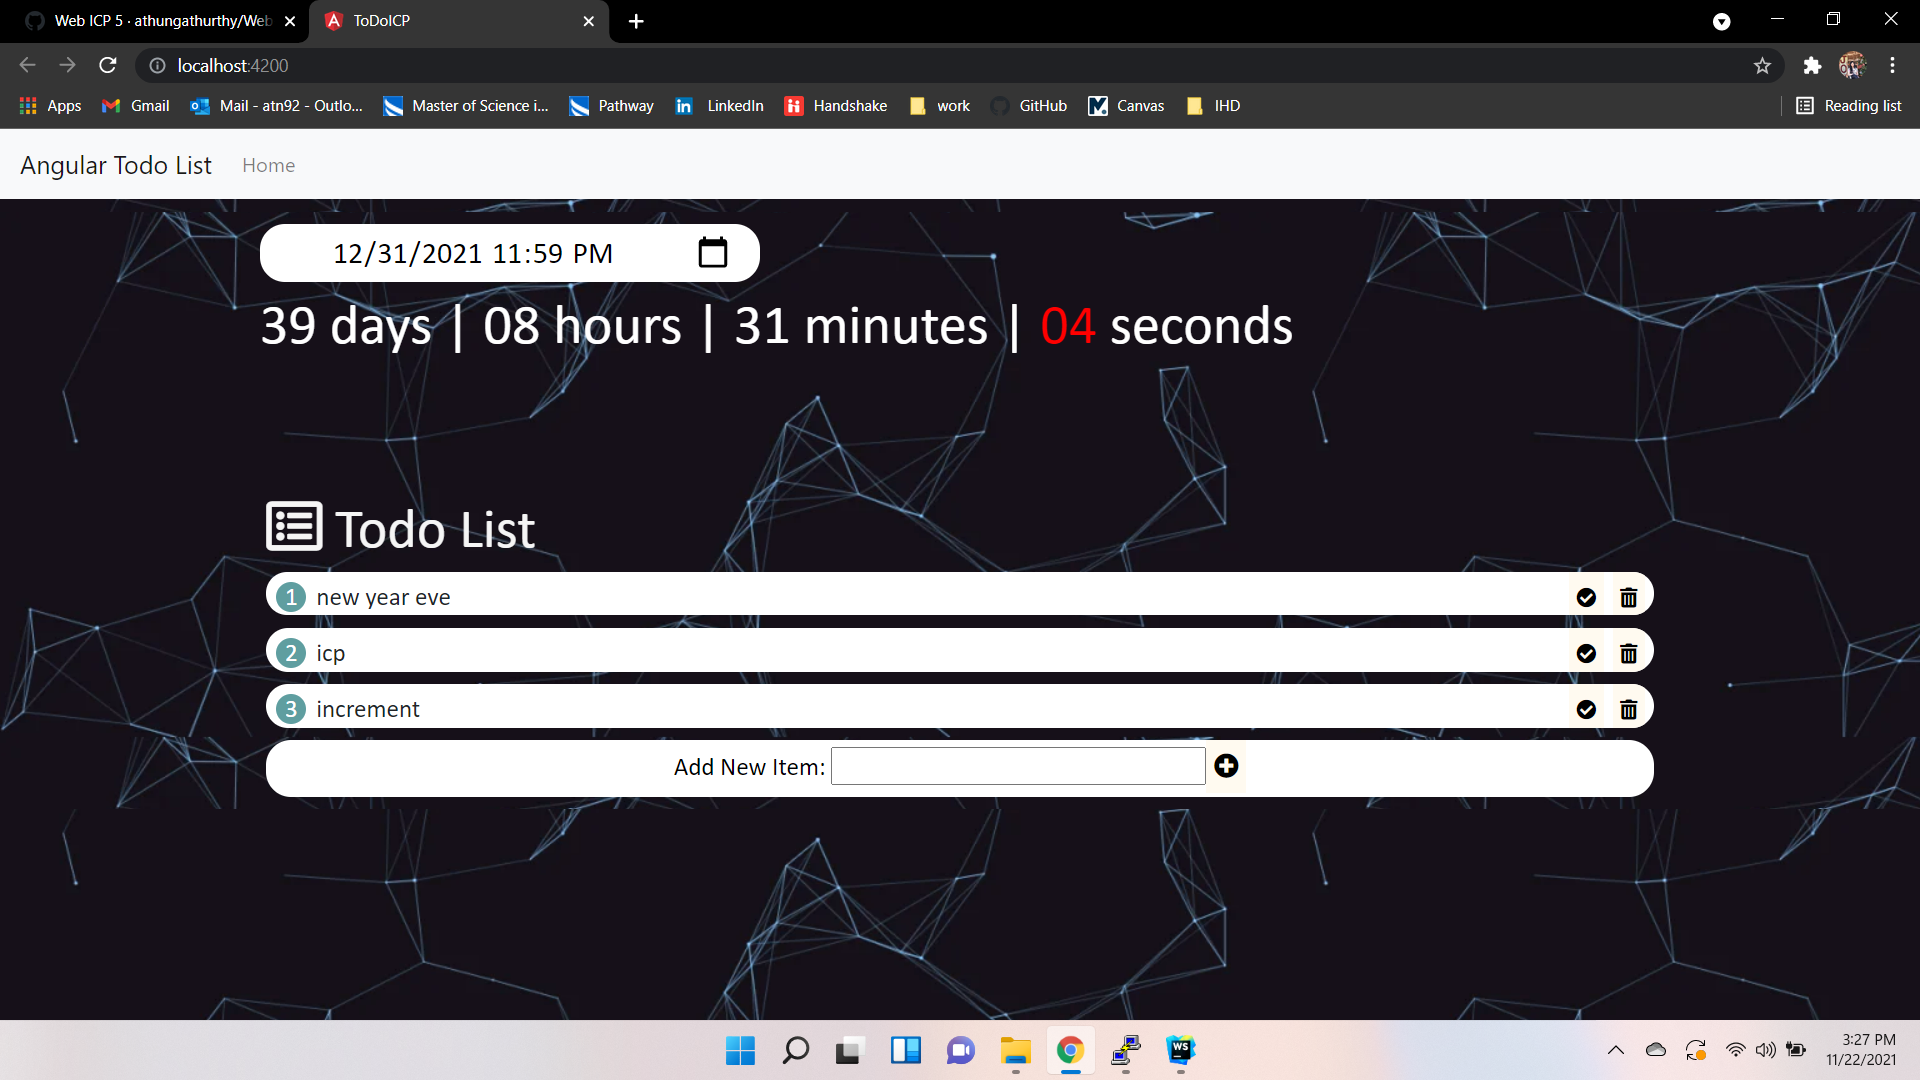 Web ICP 5 · athungathurthy/Web
ToDoICP
localhost:4200
Apps
Gmail
Mail - atn92 - Outlo...
Master of Science i...
Pathway
LinkedIn
Handshake
work
GitHub
Canvas
IHD
Reading list
Angular Todo List
Home
12/31/2021 11:59 PM
39 days | 08 hours | 31 minutes | 04 seconds
Todo List
1 new year eve
2 icp
3 increment
Add New Item:
WS
3:27 PM
11/22/2021